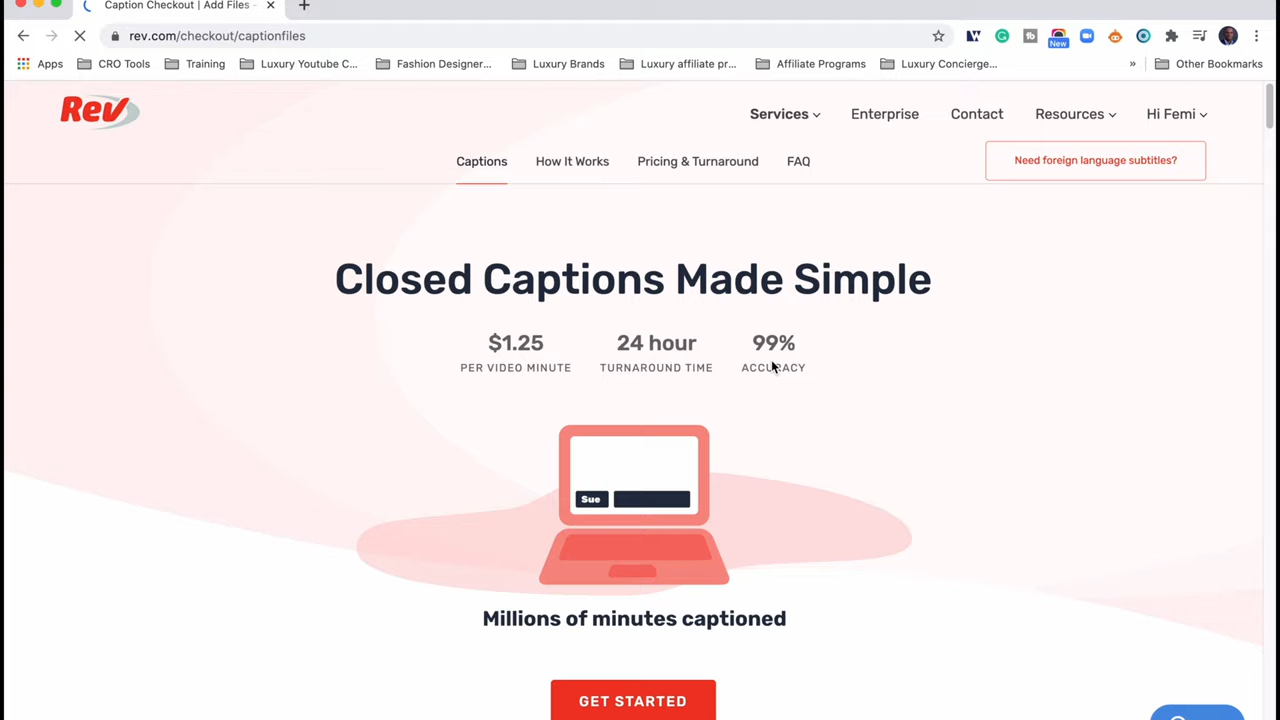 Caption Checkout | Add Files -
rev.com/checkout/captionfiles
New
Apps CRO Tools Training Luxury Youtube C... Fashion Designer... Luxury Brands Luxury affiliate pr... Affiliate Programs Luxury Concierge... » Other Bookmarks
Rev Services Enterprise Contact Resources Hi Femi
Captions How It Works Pricing & Turnaround FAQ Need foreign language subtitles?
Closed Captions Made Simple
$1.25 24 hour 99%
PER VIDEO MINUTE TURNAROUND TIME ACCURACY
Sue
Millions of minutes captioned
GET STARTED